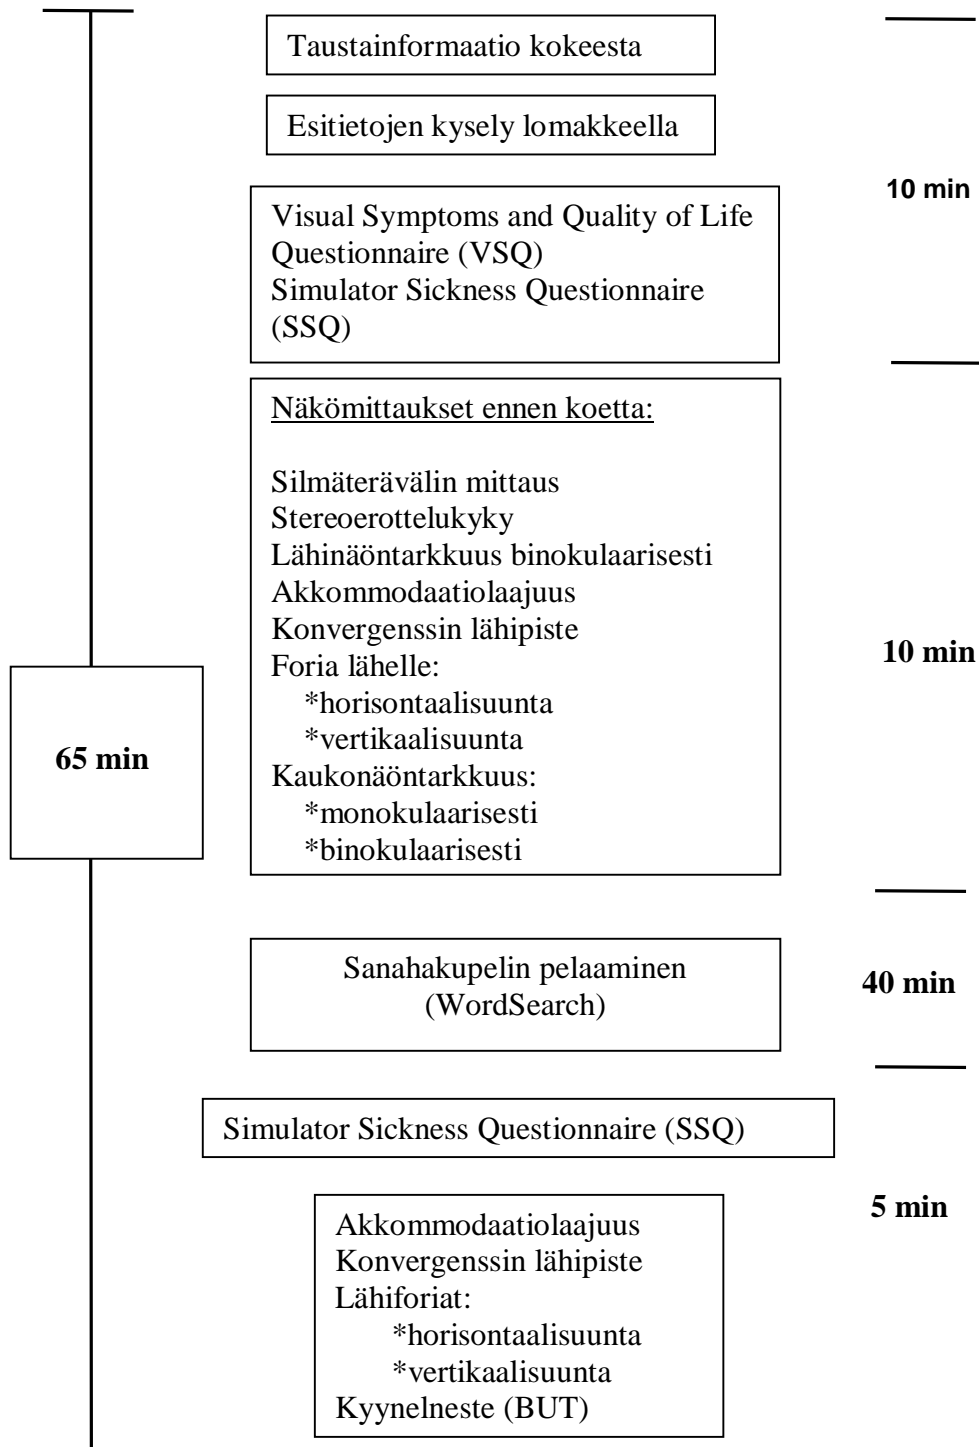 Taustainformaatio kokeesta
Esitietojen kysely lomakkeella
10 min
Visual Symptoms and Quality of Life
Questionnaire (VSQ)
Simulator Sickness Questionnaire
(SSQ)
Näkömittaukset ennen koetta:
Silmäterävälin mittaus
Stereoerottelukyky
Lähinäöntarkkuus binokulaarisesti
Akkommodaatiolaajuus
Konvergenssin lähipiste
Foria lähelle:
*horisontaalisuunta
*vertikaalisuunta
Kaukonäöntarkkuus:
*monokulaarisesti
*binokulaarisesti
10 min
65 min
Sanahakupelin pelaaminen
(WordSearch)
40 min
Simulator Sickness Questionnaire (SSQ)
5 min
Akkommodaatiolaajuus
Konvergenssin lähipiste
Lähiforiat:
*horisontaalisuunta
*vertikaalisuunta
Kyynelneste (BUT)